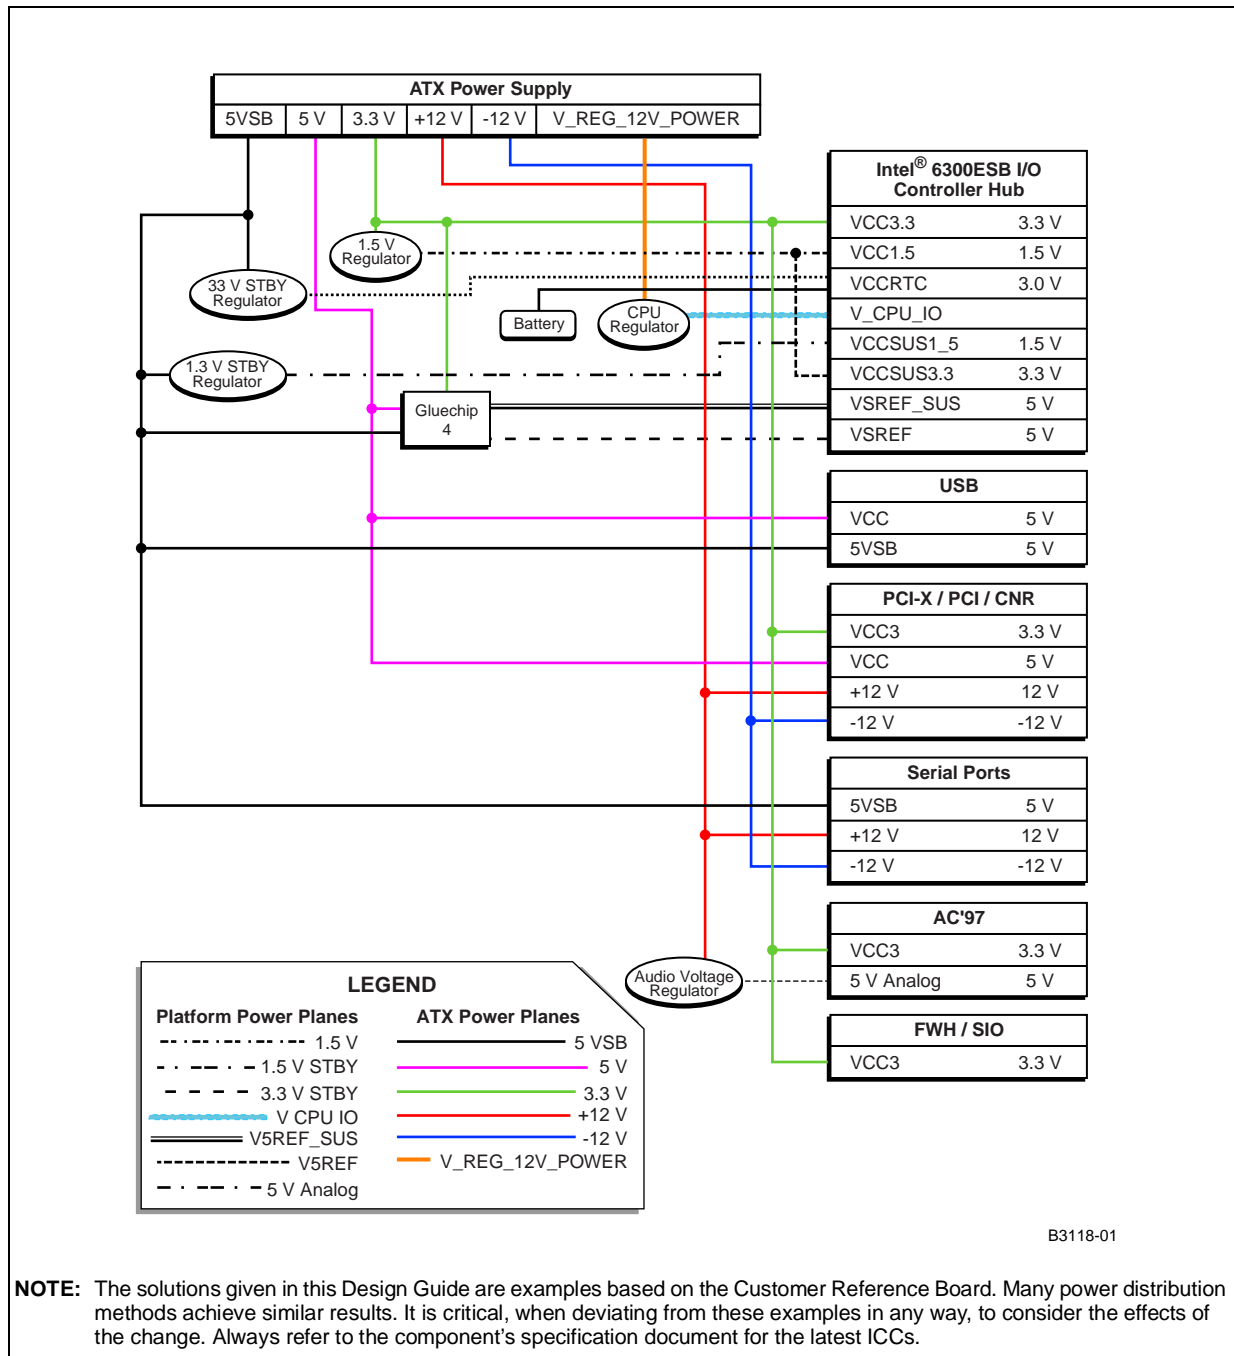 ATX Power Supply
5VSB 5 V 3.3 V +12 V -12 V V_REG_12V_POWER
Intel® 6300ESB I/O
Controller Hub
VCC3.3 3.3 V
VCC1.5 1.5 V
VCCRTC 3.0 V
V_CPU_IO
VCCSUS1_5 1.5 V
VCCSUS3.3 3.3 V
VSREF_SUS 5 V
VSREF 5 V
1.5 V
Regulator
33 V STBY
Regulator
Battery
CPU
Regulator
1.3 V STBY
Regulator
Gluechip
4
USB
VCC 5 V
5VSB 5 V
PCI-X / PCI / CNR
VCC3 3.3 V
VCC 5 V
+12 V 12 V
-12 V -12 V
Serial Ports
5VSB 5 V
+12 V 12 V
-12 V -12 V
AC'97
VCC3 3.3 V
5 V Analog 5 V
Audio Voltage
Regulator
FWH / SIO
VCC3 3.3 V
LEGEND
Platform Power Planes ATX Power Planes
1.5 V 5 VSB
1.5 V STBY 5 V
3.3 V STBY 3.3 V
V CPU IO +12 V
V5REF_SUS -12 V
V5REF V_REG_12V_POWER
5 V Analog
B3118-01
NOTE: The solutions given in this Design Guide are examples based on the Customer Reference Board. Many power distribution
methods achieve similar results. It is critical, when deviating from these examples in any way, to consider the effects of
the change. Always refer to the component's specification document for the latest ICCs.